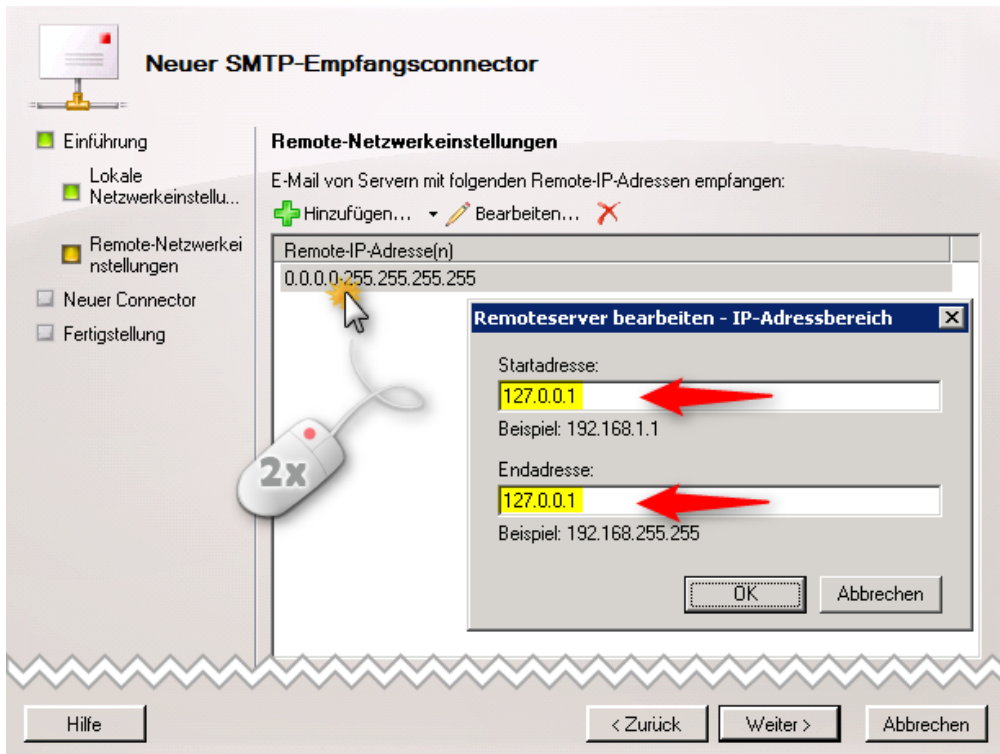 Neuer SMTP-Empfangsconnector
Einführung
Lokale
Netzwerkeinstellu...
Remote-Netzwerkei
nstellungen
Neuer Connector
Fertigstellung
Remote-Netzwerkeinstellungen
E-Mail von Servern mit folgenden Remote-IP-Adressen empfangen:
Hinzufügen... Bearbeiten...
Remote-IP-Adresse(n)
0.0.0.0-255.255.255.255
2x
Remoteserver bearbeiten - IP-Adressbereich
Startadresse:
127.0.0.1
Beispiel: 192.168.1.1
Endadresse:
127.0.0.1
Beispiel: 192.168.255.255
OK Abbrechen
Hilfe < Zurück Weiter > Abbrechen